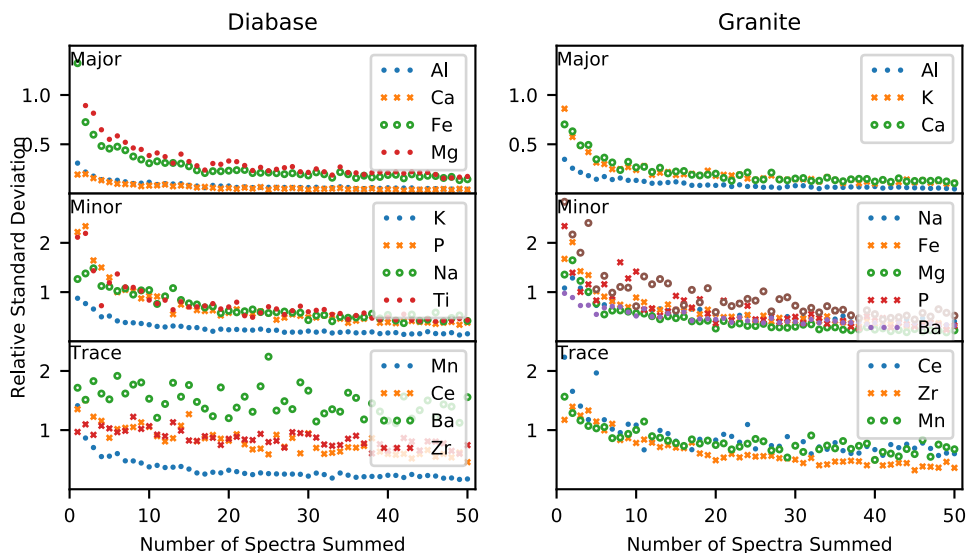 Diabase
Granite
Relative Standard Deviation
Major
1.0
0.5
Al
Ca
Fe
Mg
Major
1.0
0.5
Al
K
Ca
Minor
2
1
K
P
Na
Ti
Minor
2
1
Na
Fe
Mg
P
Ba
Trace
2
1
Mn
Ce
Ba
Zr
Trace
2
1
Ce
Zr
Mn
0 10 20 30 40 50
0 10 20 30 40 50
Number of Spectra Summed
Number of Spectra Summed